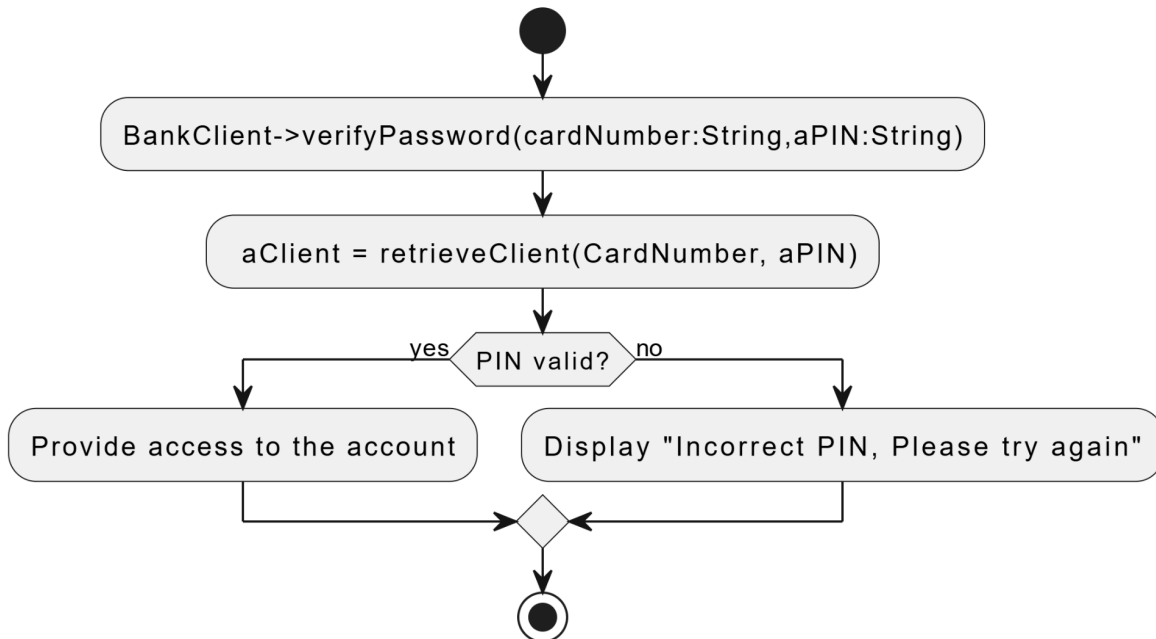 BankClient->verifyPassword(cardNumber:String,aPIN:String)
aClient = retrieveClient(CardNumber, aPIN)
yes
PIN valid?
no
Provide access to the account
Display "Incorrect PIN, Please try again"